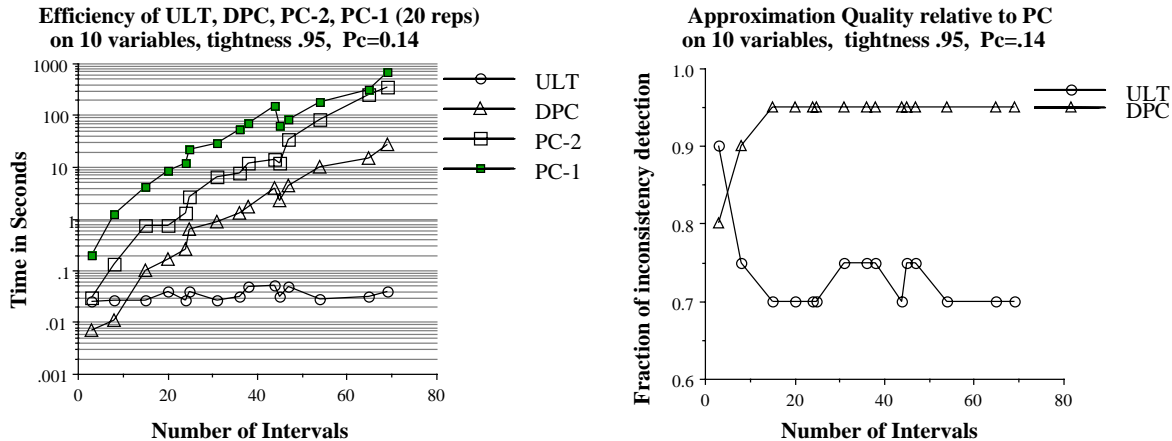 Efficiency of ULT, DPC, PC-2, PC-1 (20 reps)
on 10 variables, tightness .95, Pc=0.14
1000
100
10
1
.1
.01
.001
Time in Seconds
0
20
40
60
80
Number of Intervals
ULT
DPC
PC-2
PC-1
Approximation Quality relative to PC
on 10 variables, tightness .95, Pc=.14
1.0
0.9
0.8
0.7
0.6
Fraction of inconsistency detection
0
20
40
60
80
Number of Intervals
ULT
DPC